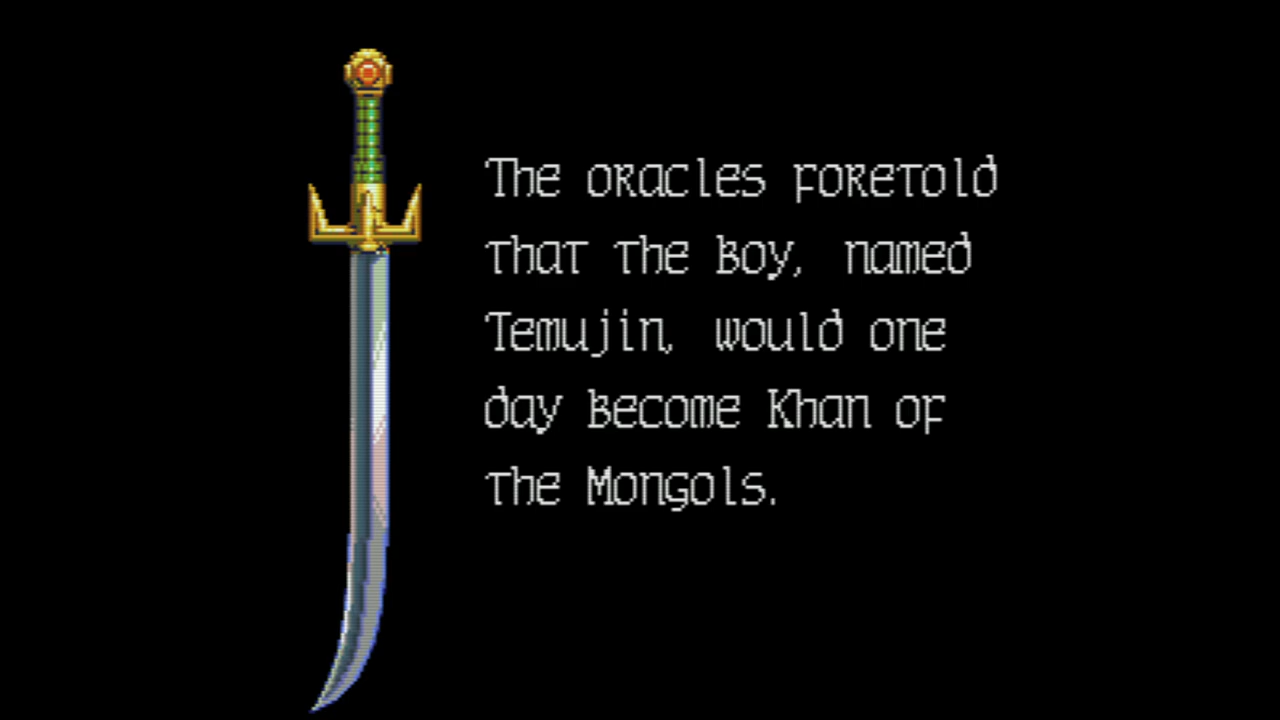 The oracles foretold
that the boy, named
Temujin, would one
day become Khan of
the Mongols.